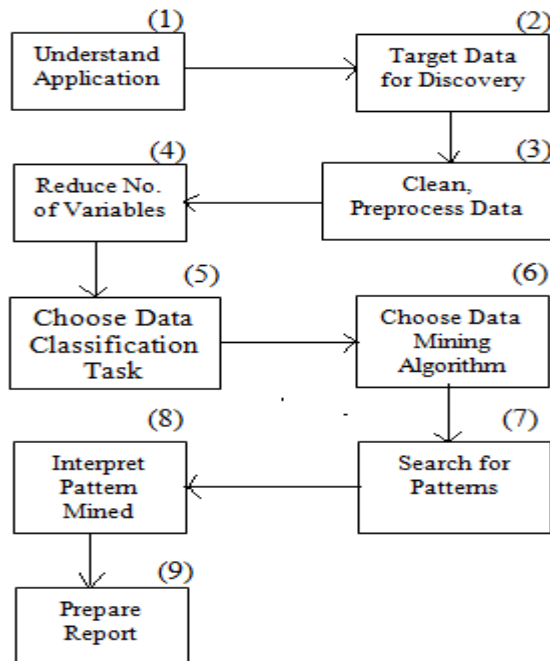 (1)
Understand
Application
(2)
Target Data
for Discovery
(3)
Clean,
Preprocess Data
(4)
Reduce No.
of Variables
(5)
Choose Data
Classification
Task
(6)
Choose Data
Mining
Algorithm
(7)
Search for
Patterns
(8)
Interpret
Pattern
Mined
(9)
Prepare
Report